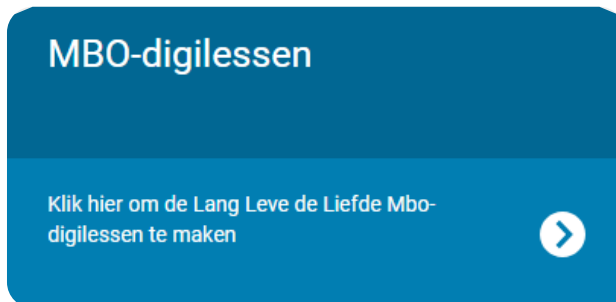 MBO-digilessen
Klik hier om de Lang Leve de Liefde Mbo-
digilessen te maken